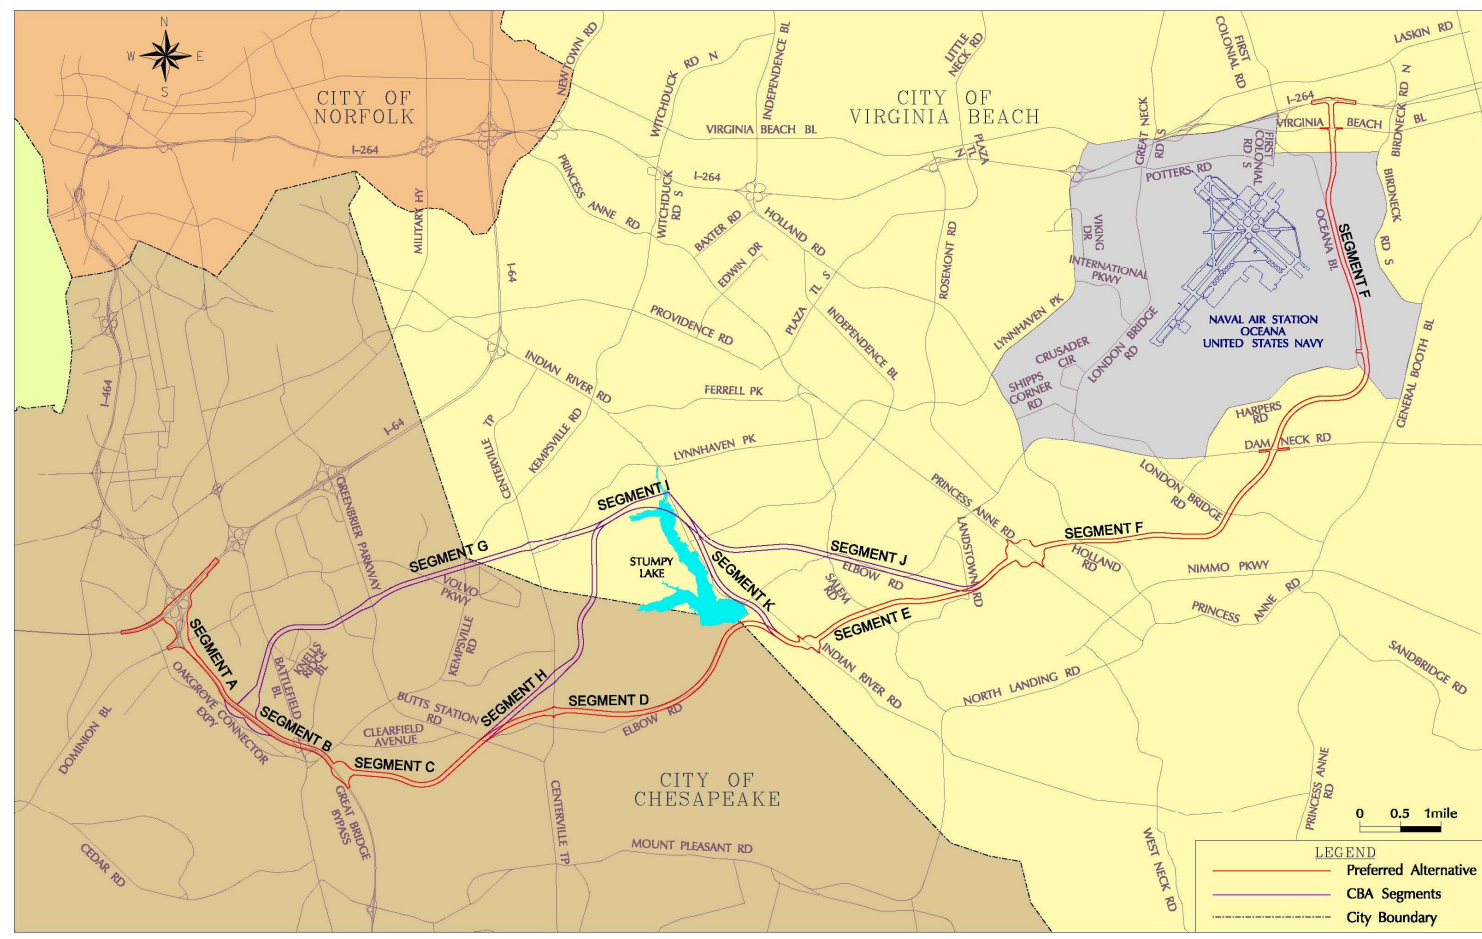 N
W E
S
CITY OF
NORFOLK
CITY OF
VIRGINIA BEACH
NEWTOWN RD
WITCHDUCK RD N
INDEPENDENCE BL
LITTLE
NECK RD
FIRST
COLONIAL RD
LASKIN RD
I-264
VIRGINIA BEACH BL
BIRDNECK RD N
GREAT NECK
RD S
FIRST
COLONIAL
RD S
VIRGINIA BEACH BL
PLAZA
TL
N
I-264
I-264
MILITARY HY
PRINCESS
ANNE RD
WITCHDUCK
RD S
BAXTER RD
HOLLAND RD
EDWIN DR
PLAZA TL S
ROSEMONT RD
POTTERS RD
VIKING
DR
OCEANA BL
SEGMENT F
BIRDNECK
RD S
INTERNATIONAL
PKWY
LYNNHAVEN PK
LONDON BRIDGE
RD
NAVAL AIR STATION
OCEANA
UNITED STATES NAVY
I-64
PROVIDENCE RD
INDEPENDENCE BL
CRUSADER
CIR
SHIPPS
CORNER
RD
GENERAL BOOTH BL
INDIAN RIVER RD
FERRELL PK
HARPERS
RD
DAM NECK RD
I-464
I-64
CENTERVILLE TP
KEMPSVILLE RD
LYNNHAVEN PK
PRINCESS ANNE RD
LONDON BRIDGE
RD
GREENBRIER PARKWAY
SEGMENT I
SEGMENT G
STUMPY
LAKE
SEGMENT J
ELBOW RD
LANDSTOWN
RD
SEGMENT F
HOLLAND
RD
NIMMO PKWY
VOLVO
PKWY
SEGMENT K
SALEM
RD
SEGMENT E
PRINCESS
ANNE RD
SEGMENT A
KNELLS
RIDGE
BL
BATTLEFIELD
BL
KEMPSVILLE
RD
INDIAN RIVER RD
SANDBRIDGE RD
OAKGROVE CONNECTOR
EXPY
SEGMENT H
BUTTS STATION
RD
SEGMENT D
ELBOW RD
NORTH LANDING RD
DOMINION BL
SEGMENT B
CLEARFIELD
AVENUE
SEGMENT C
CITY OF
CHESAPEAKE
GREAT BRIDGE
BYPASS
CENTERVILLE TP
MOUNT PLEASANT RD
CEDAR RD
WEST NECK RD
PRINCESS ANNE
RD
0 0.5 1mile
LEGEND
Preferred Alternative
CBA Segments
City Boundary